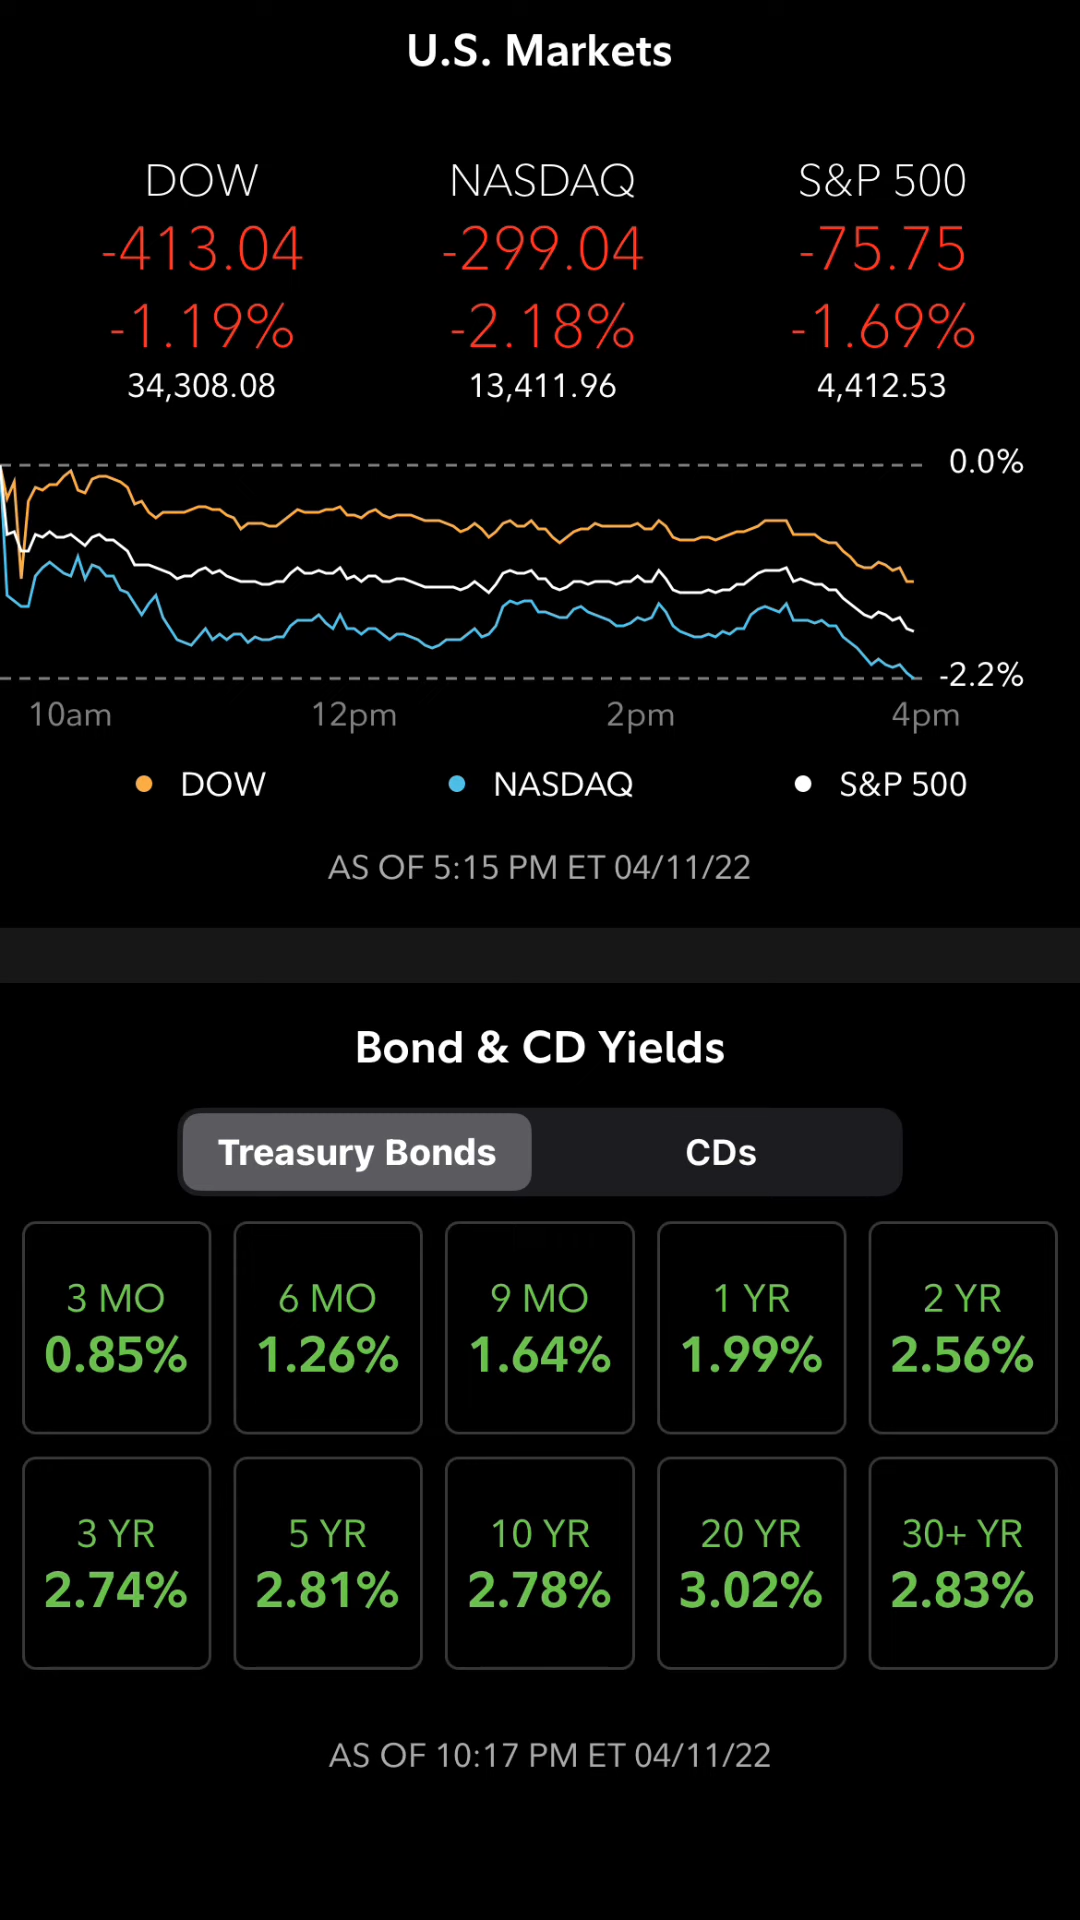 U.S. Markets
DOW NASDAQ S&P 500
-413.04 -299.04 -75.75
-1.19% -2.18% -1.69%
34,308.08 13,411.96 4,412.53
0.0%
-2.2%
10am 12pm 2pm 4pm
DOW NASDAQ S&P 500
AS OF 5:15 PM ET 04/11/22
Bond & CD Yields
Treasury Bonds CDs
3 MO 6 MO 9 MO 1 YR 2 YR
0.85% 1.26% 1.64% 1.99% 2.56%
3 YR 5 YR 10 YR 20 YR 30+ YR
2.74% 2.81% 2.78% 3.02% 2.83%
AS OF 10:17 PM ET 04/11/22